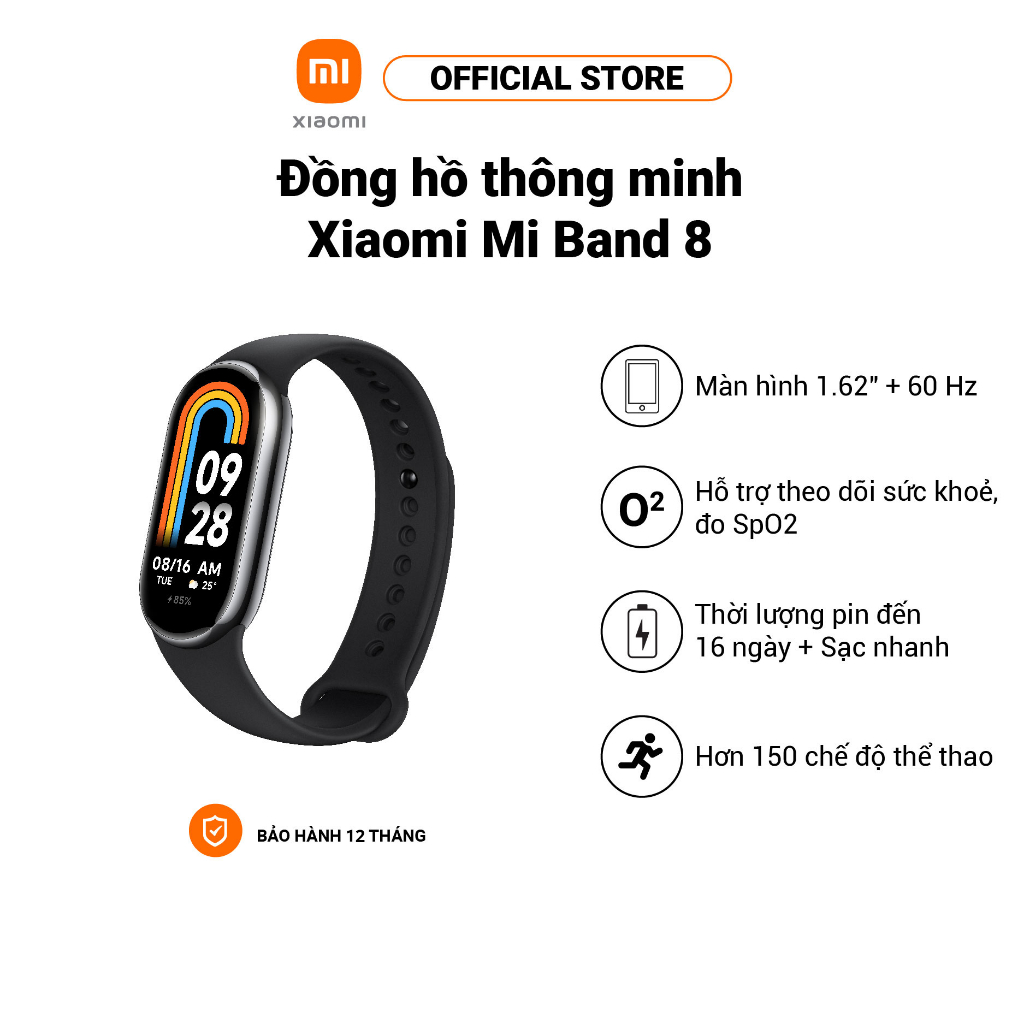 mi
xiaomi
OFFICIAL STORE
Đồng hồ thông minh
Xiaomi Mi Band 8
09
28
08/16 AM
TUE 25°
+85%
Màn hình 1.62" + 60 Hz
O²
Hỗ trợ theo dõi sức khoẻ,
đo SpO2
Thời lượng pin đến
16 ngày + Sạc nhanh
Hơn 150 chế độ thể thao
BẢO HÀNH 12 THÁNG